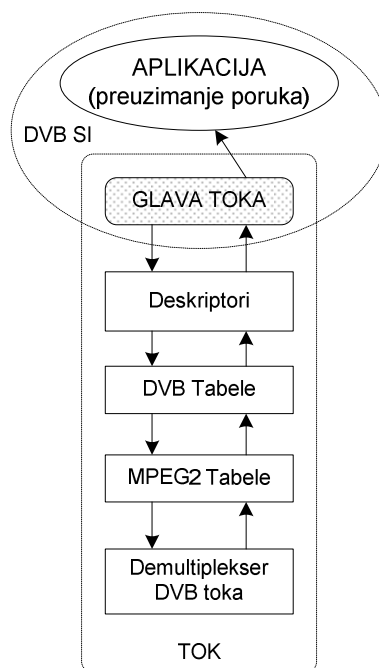 APLIKACIJA
(preuzimanje poruka)
DVB SI
GLAVA TOKA
Deskriptori
DVB Tabele
MPEG2 Tabele
Demultiplekser
DVB toka
TOK